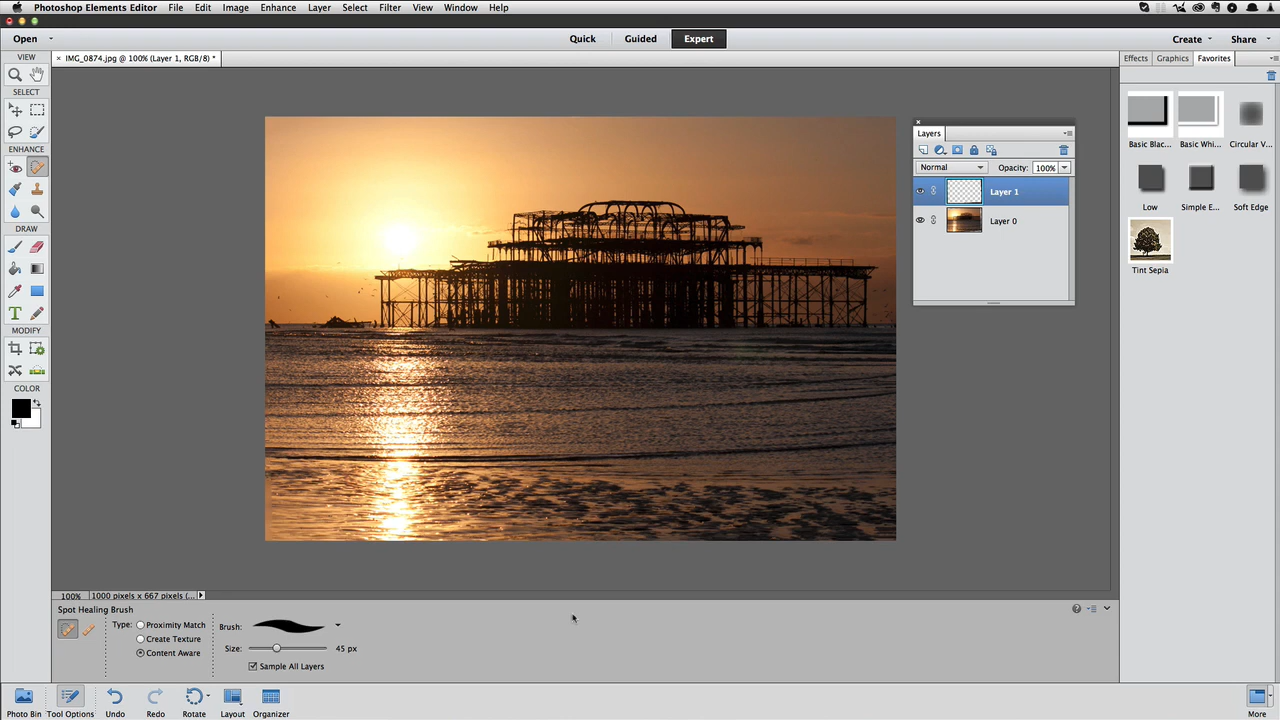 Photoshop Elements Editor File Edit Image Enhance Layer Select Filter View Window Help
Open Quick Guided Expert Create Share
VIEW × IMG_0874.jpg @ 100% (Layer 1, RGB/8) * Effects Graphics Favorites
SELECT
Layers
Basic Blac... Basic Whi... Circular V...
ENHANCE
Normal Opacity: 100%
Layer 1
Low Simple E... Soft Edge
Layer 0
DRAW
Tint Sepia
T
MODIFY
COLOR
100% 1000 pixels x 667 pixels (...
Spot Healing Brush
Type: Proximity Match Brush:
Create Texture
Size: 45 px
Content Aware
Sample All Layers
Photo Bin Tool Options Undo Redo Rotate Layout Organizer More